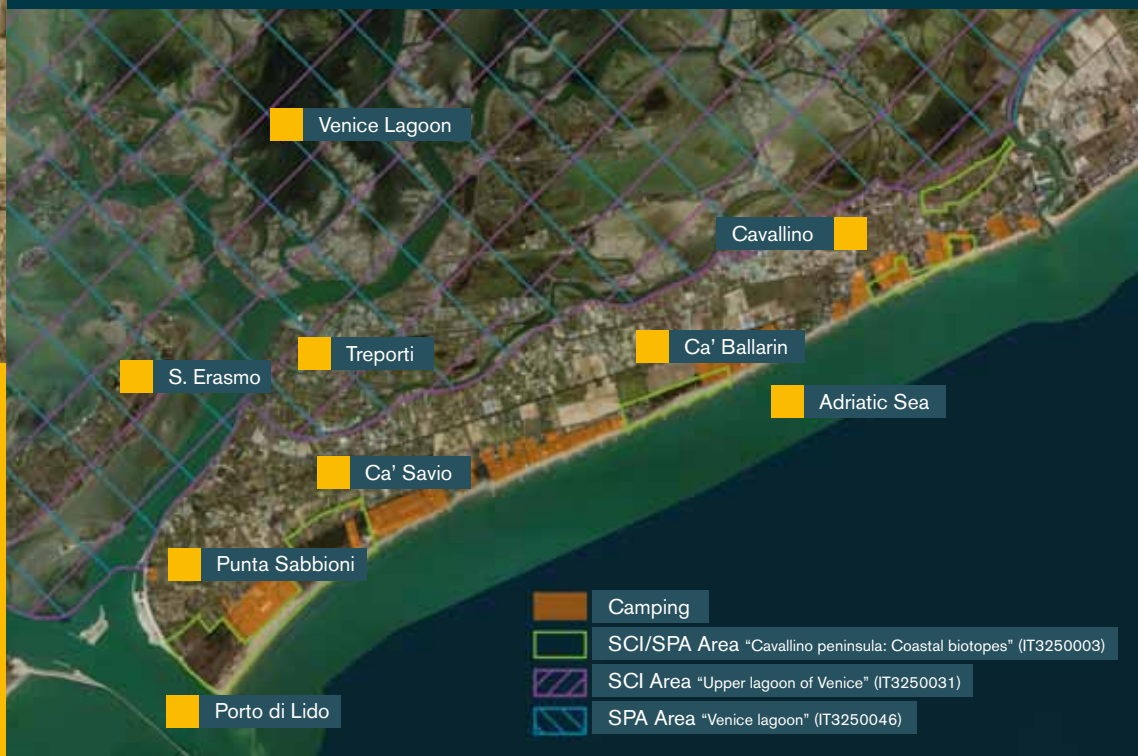 Venice Lagoon
Cavallino
Ca’ Ballarin
Treporti
S. Erasmo
Adriatic Sea
Ca’ Savio
Punta Sabbioni
Porto di Lido
Camping
SCI/SPA Area “Cavallino peninsula: Coastal biotopes” (IT3250003)
SCI Area “Upper lagoon of Venice” (IT3250031)
SPA Area “Venice lagoon” (IT3250046)